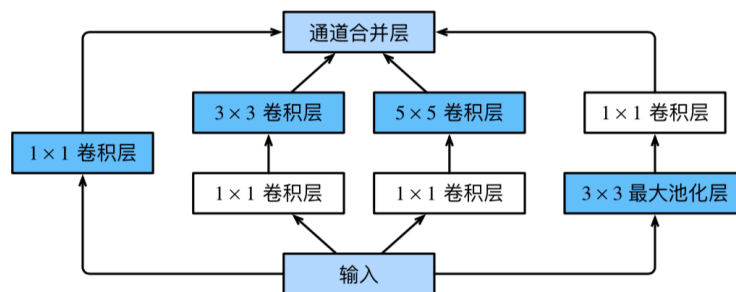 通道合并层
3 × 3 卷积层
5 × 5 卷积层
1 × 1 卷积层
1 × 1 卷积层
1 × 1 卷积层
1 × 1 卷积层
3 × 3 最大池化层
输入